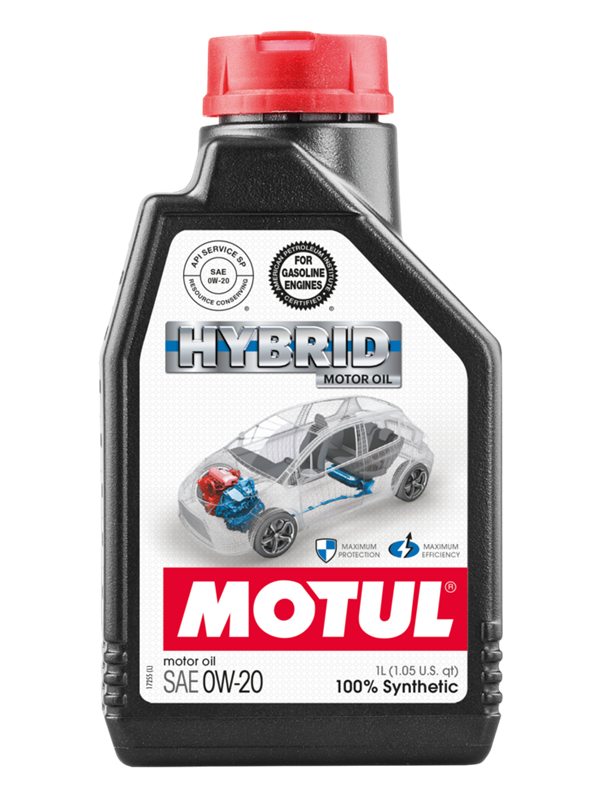 API SERVICE SP
SAE
0W-20
RESOURCE CONSERVING
®
AMERICAN PETROLEUM INSTITUTE
FOR
GASOLINE
ENGINES
CERTIFIED
®
HYBRID
MOTOR OIL
MAXIMUM
PROTECTION
MAXIMUM
EFFICIENCY
MOTUL®
motor oil
SAE 0W-20
1L (1.05 U.S. qt)
100% Synthetic
17255 (L)